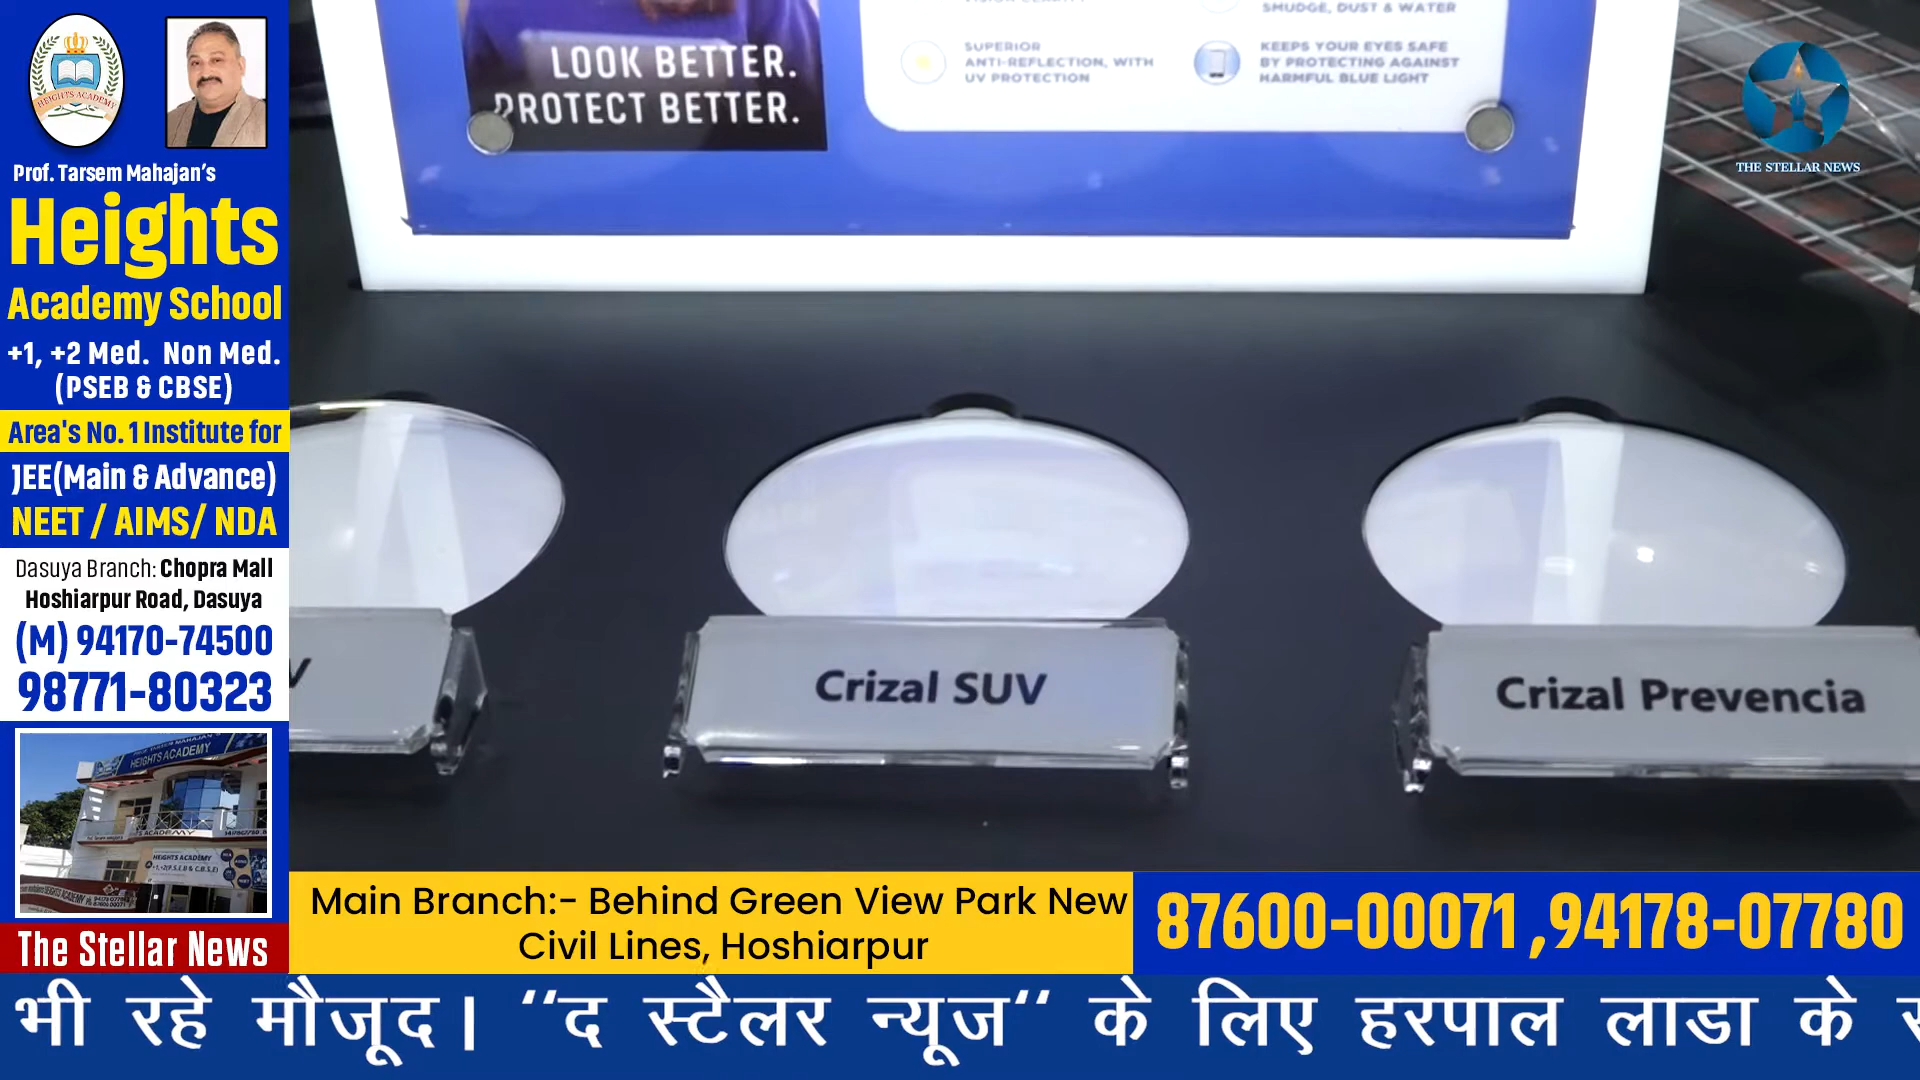 HEIGHTS ACADEMY
Prof. Tarsem Mahajan's
Heights
Academy School
+1, +2 Med. Non Med.
(PSEB & CBSE)
Area's No. 1 Institute for
JEE(Main & Advance)
NEET / AIMS/ NDA
Dasuya Branch: Chopra Mall
Hoshiarpur Road, Dasuya
(M) 94170-74500
98771-80323
HEIGHTS ACADEMY
The Stellar News
LOOK BETTER.
PROTECT BETTER.
SUPERIOR
ANTI-REFLECTION, WITH
UV PROTECTION
SMUDGE, DUST & WATER
KEEPS YOUR EYES SAFE
BY PROTECTING AGAINST
HARMFUL BLUE LIGHT
THE STELLAR NEWS
V
Crizal SUV
Crizal Prevencia
Main Branch:- Behind Green View Park New
Civil Lines, Hoshiarpur
87600-00071 ,94178-07780
भी रहे मौजूद। “द स्टैलर न्यूज“ के लिए हरपाल लाडा के